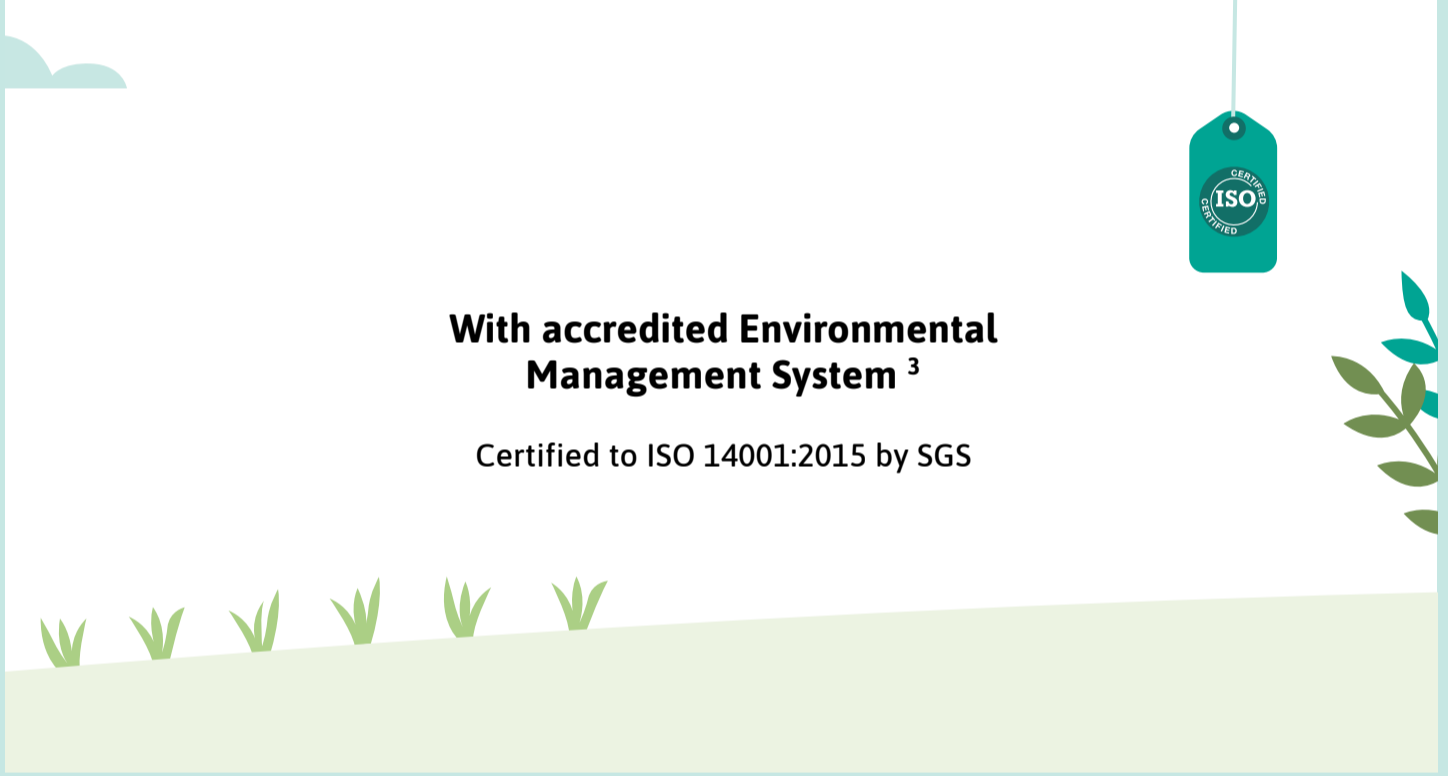 CERTIFIED
ISO
CERTIFIED
With accredited Environmental
Management System ³
Certified to ISO 14001:2015 by SGS